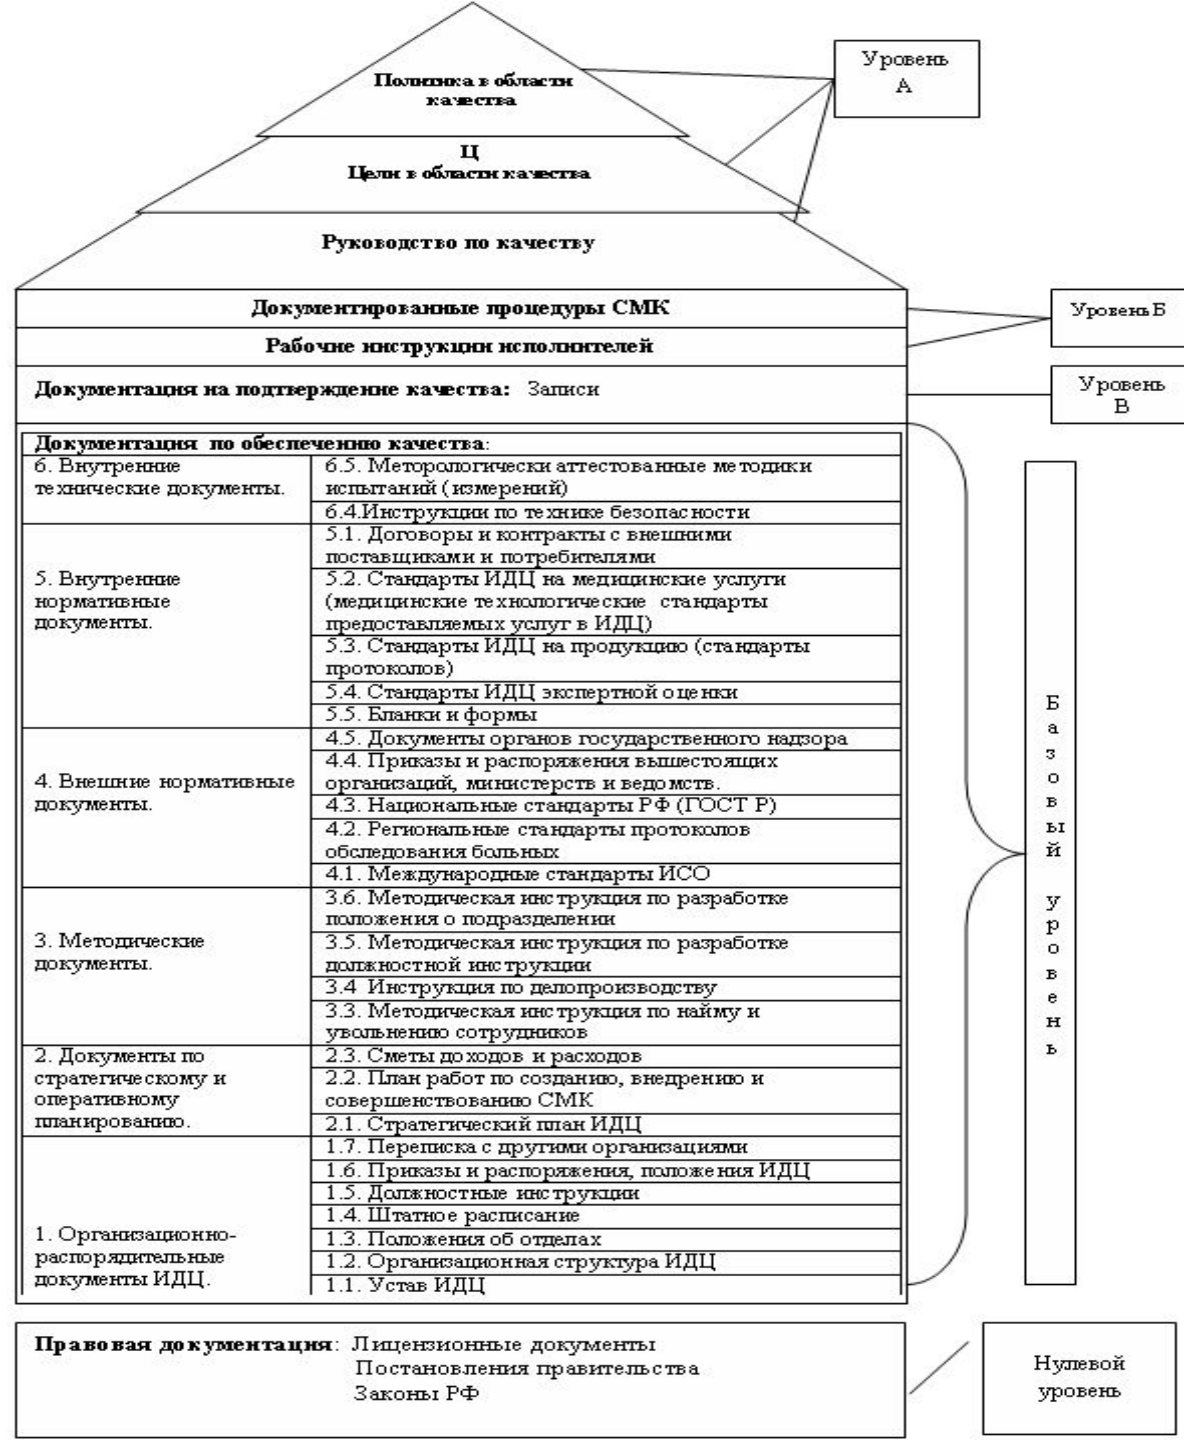 Политика в области
качества
Уровень
А
Ц
Цели в области качества
Руководство по качеству
Документированные процедуры СМК
Уровень Б
Рабочие инструкции исполнителей
Документация на подтверждение качества: Записи
Уровень
В
Документация по обеспечению качества:
6. Внутренние
технические документы.
6.5. Меторологически аттестованные методики
испытаний (измерений)
6.4.Инструкции по технике безопасности
5. Внутренние
нормативные
документы.
5.1. Договоры и контракты с внешними
поставщиками и потребителями
5.2. Стандарты ИДЦ на медицинские услуги
(медицинские технологические стандарты
предоставляемых услуг в ИДЦ)
5.3. Стандарты ИДЦ на продукцию (стандарты
протоколов)
5.4. Стандарты ИДЦ экспертной оценки
5.5. Бланки и формы
4. Внешние нормативные
документы.
4.5. Документы органов государственного надзора
4.4. Приказы и распоряжения вышестоящих
организаций, министерств и ведомств.
4.3. Национальные стандарты РФ (ГОСТ Р)
4.2. Региональные стандарты протоколов
обследования больных
4.1. Международные стандарты ИСО
3. Методические
документы.
3.6. Методическая инструкция по разработке
положения о подразделении
3.5. Методическая инструкция по разработке
должностной инструкции
3.4 Инструкция по делопроизводству
3.3. Методическая инструкция по найму и
увольнению сотрудников
2. Документы по
стратегическому и
оперативному
планированию.
2.3. Сметы доходов и расходов
2.2. План работ по созданию, внедрению и
совершенствованию СМК
2.1. Стратегический план ИДЦ
1. Организационно-
распорядительные
документы ИДЦ.
1.7. Переписка с другими организациями
1.6. Приказы и распоряжения, положения ИДЦ
1.5. Должностные инструкции
1.4. Штатное расписание
1.3. Положения об отделах
1.2. Организационная структура ИДЦ
1.1. Устав ИДЦ
Базовый уровень
Правовая документация: Лицензионные документы
Постановления правительства
Законы РФ
Нулевой
уровень